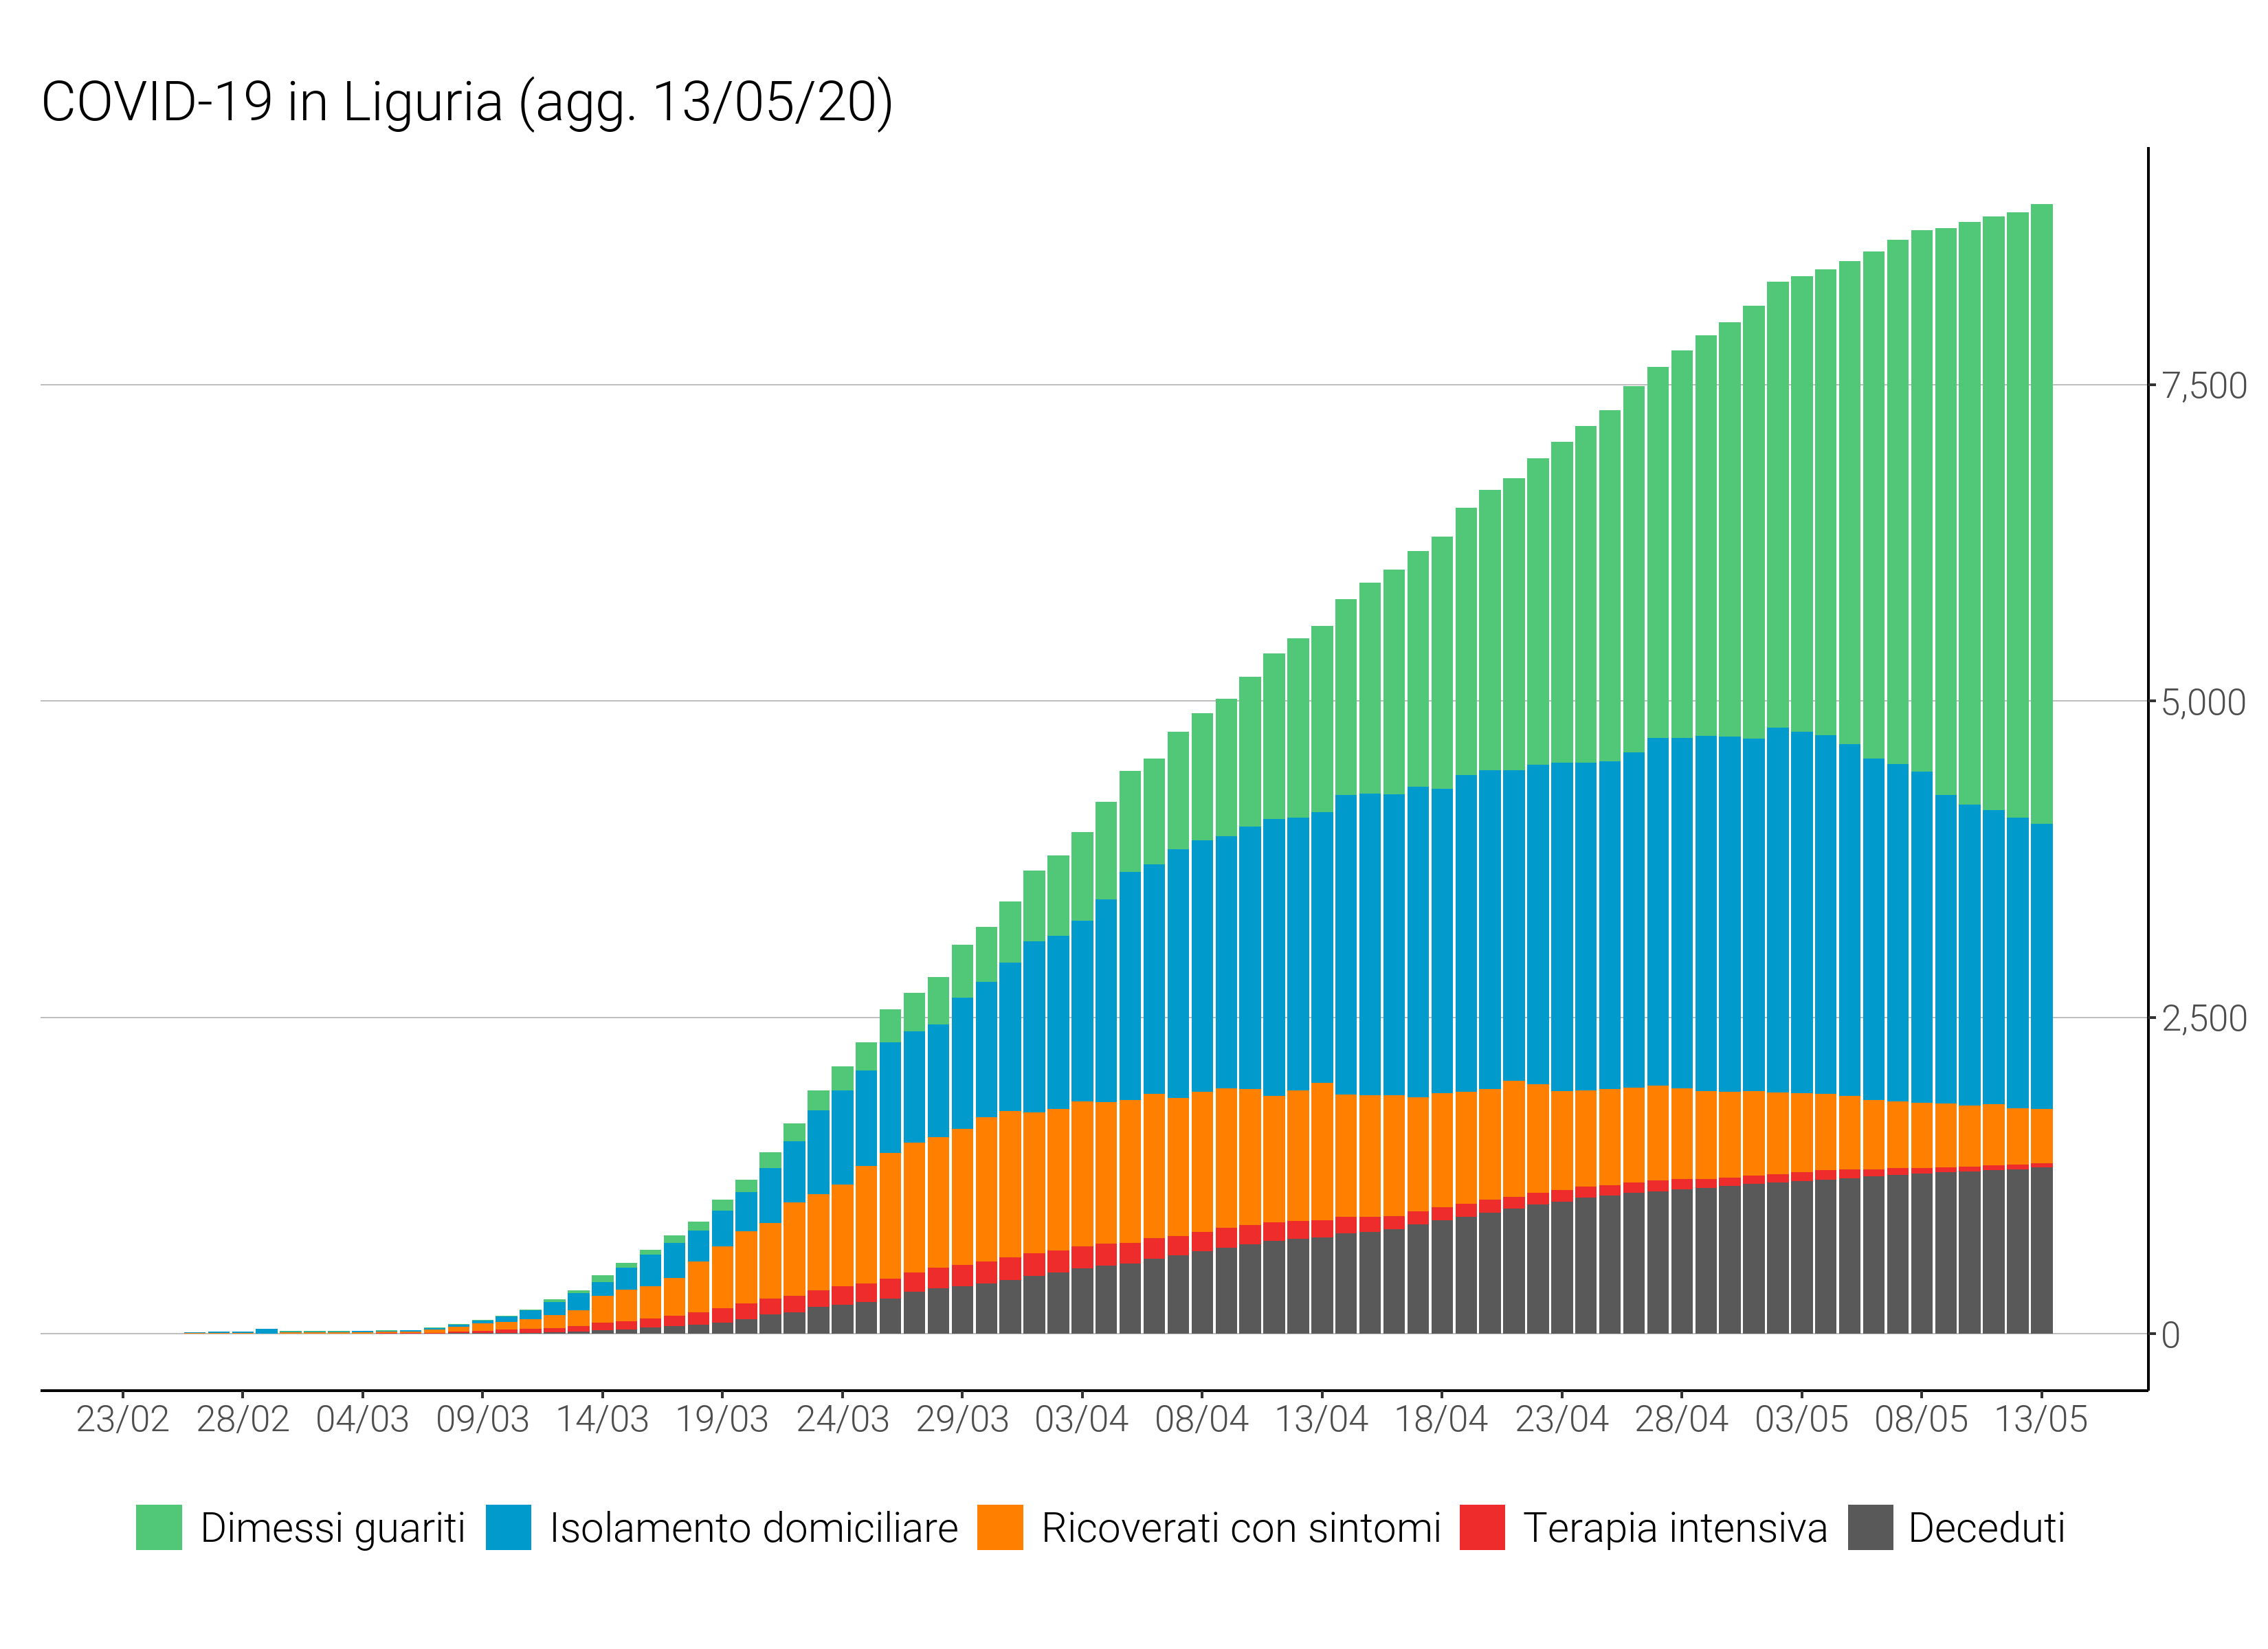 COVID-19 in Liguria (agg. 13/05/20)
7,500
5,000
2,500
0
23/02 28/02 04/03 09/03 14/03 19/03 24/03 29/03 03/04 08/04 13/04 18/04 23/04 28/04 03/05 08/05 13/05
Dimessi guariti Isolamento domiciliare Ricoverati con sintomi Terapia intensiva Deceduti